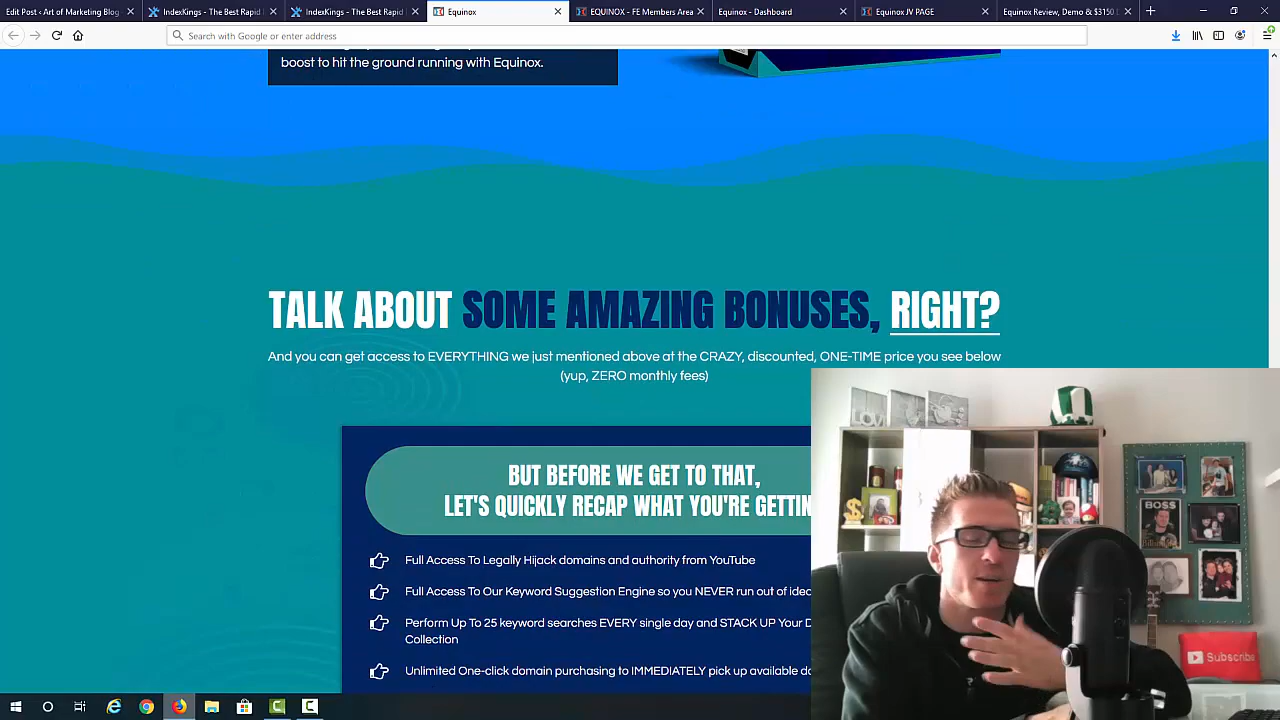 Edit Post ‹ Art of Marketing Blog
IndexKings - The Best Rapid
IndexKings - The Best Rapid
Equinox
EQUINOX - FE Members Area
Equinox - Dashboard
Equinox JV PAGE
Equinox Review, Demo & $3150
Search with Google or enter address
boost to hit the ground running with Equinox.
TALK ABOUT SOME AMAZING BONUSES, RIGHT?
And you can get access to EVERYTHING we just mentioned above at the CRAZY, discounted, ONE-TIME price you see below
(yup, ZERO monthly fees)
BUT BEFORE WE GET TO THAT,
LET'S QUICKLY RECAP WHAT YOU'RE GETTIN
Full Access To Legally Hijack domains and authority from YouTube
Full Access To Our Keyword Suggestion Engine so you NEVER run out of
Perform Up To 25 keyword searches EVERY single day and STACK UP Your
Collection
Unlimited One-click domain purchasing to IMMEDIATELY pick up available
BOSS
Subscribe